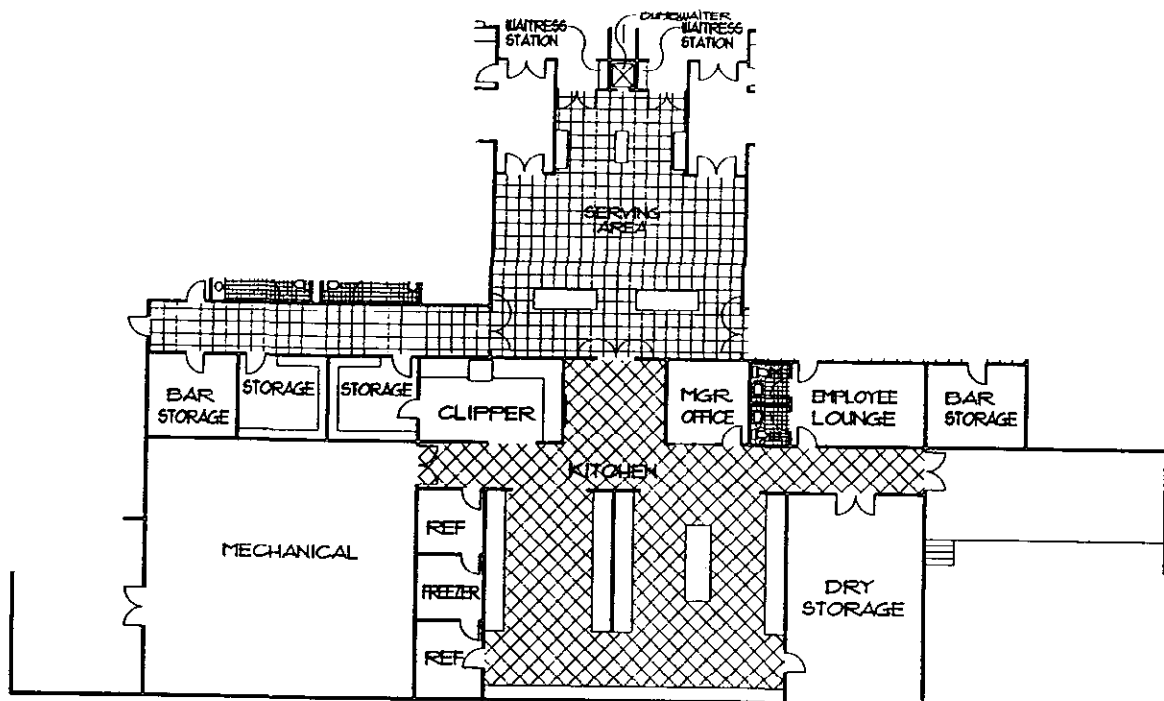 DUMBWAITER
WAITRESS
STATION
WAITRESS
STATION
SERVING
AREA
BAR
STORAGE
STORAGE
STORAGE
CLIPPER
MGR.
OFFICE
EMPLOYEE
LOUNGE
BAR
STORAGE
KITCHEN
MECHANICAL
REF
FREEZER
REF
DRY
STORAGE